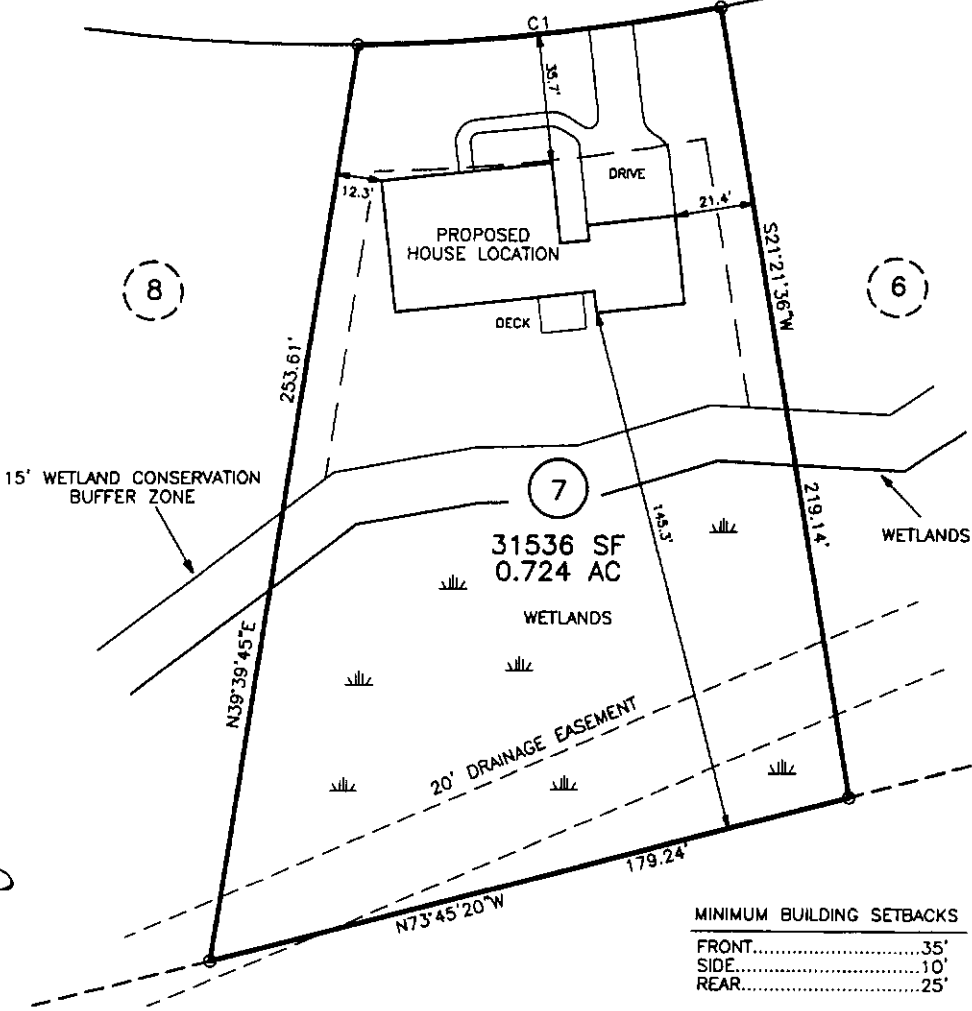 C1
35.7'
12.3'
DRIVE
21.4'
PROPOSED
HOUSE LOCATION
S21°21'36"W
8
6
DECK
253.61'
15' WETLAND CONSERVATION
BUFFER ZONE
7
145.3'
219.14'
WETLANDS
31536 SF
0.724 AC
WETLANDS
N39°39'45"E
20' DRAINAGE EASEMENT
179.24'
N73°45'20"W
MINIMUM BUILDING SETBACKS
FRONT..............................35'
SIDE..................................10'
REAR................................25'